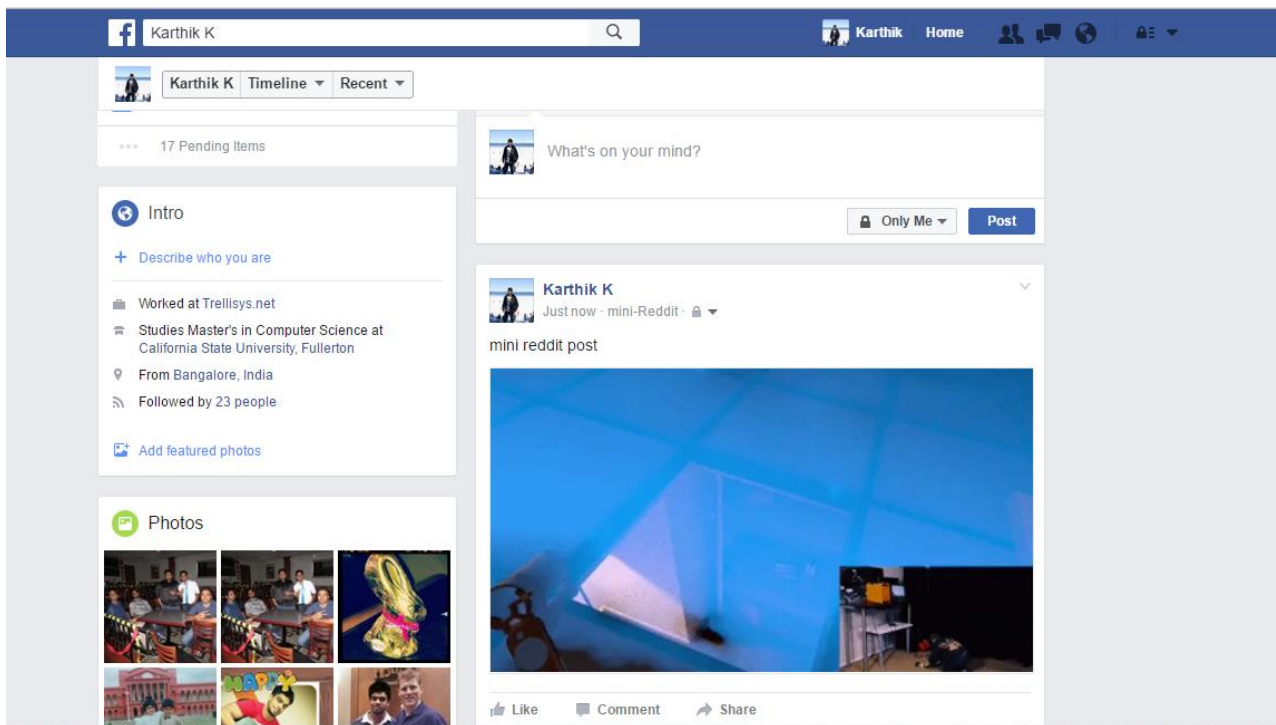 f
Karthik K
Karthik Home
Karthik K Timeline Recent
17 Pending Items
Intro
Describe who you are
Worked at Trellisys.net
Studies Master's in Computer Science at
California State University, Fullerton
From Bangalore, India
Followed by 23 people
Add featured photos
Photos
HAPPY
What's on your mind?
Only Me Post
Karthik K
Just now · mini-Reddit ·
mini reddit post
Like Comment Share